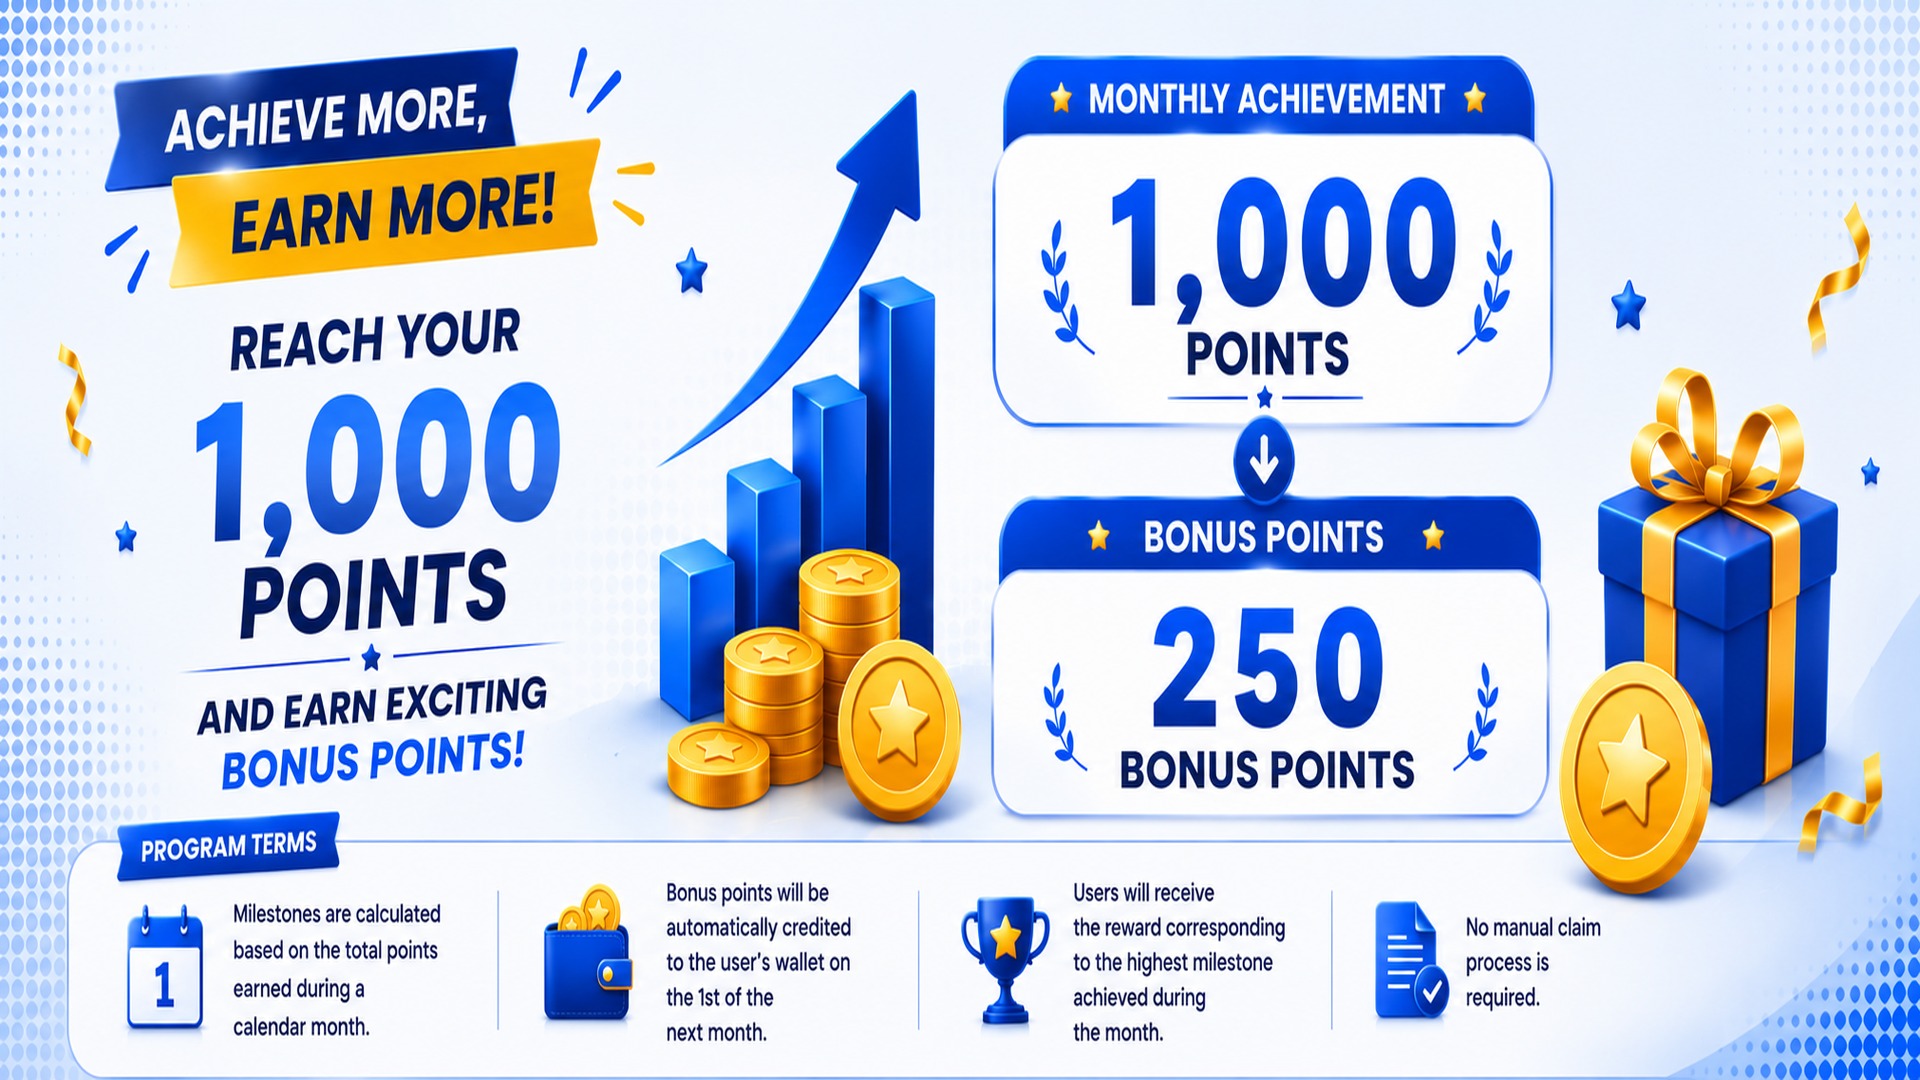 ACHIEVE MORE,
EARN MORE!
REACH YOUR
1,000
POINTS
AND EARN EXCITING
BONUS POINTS!
MONTHLY ACHIEVEMENT
1,000
POINTS
BONUS POINTS
250
BONUS POINTS
PROGRAM TERMS
1
Milestones are calculated
based on the total points
earned during a
calendar month.
Bonus points will be
automatically credited
to the user's wallet on
the 1st of the
next month.
Users will receive
the reward corresponding
to the highest milestone
achieved during
the month.
No manual claim
process is
required.